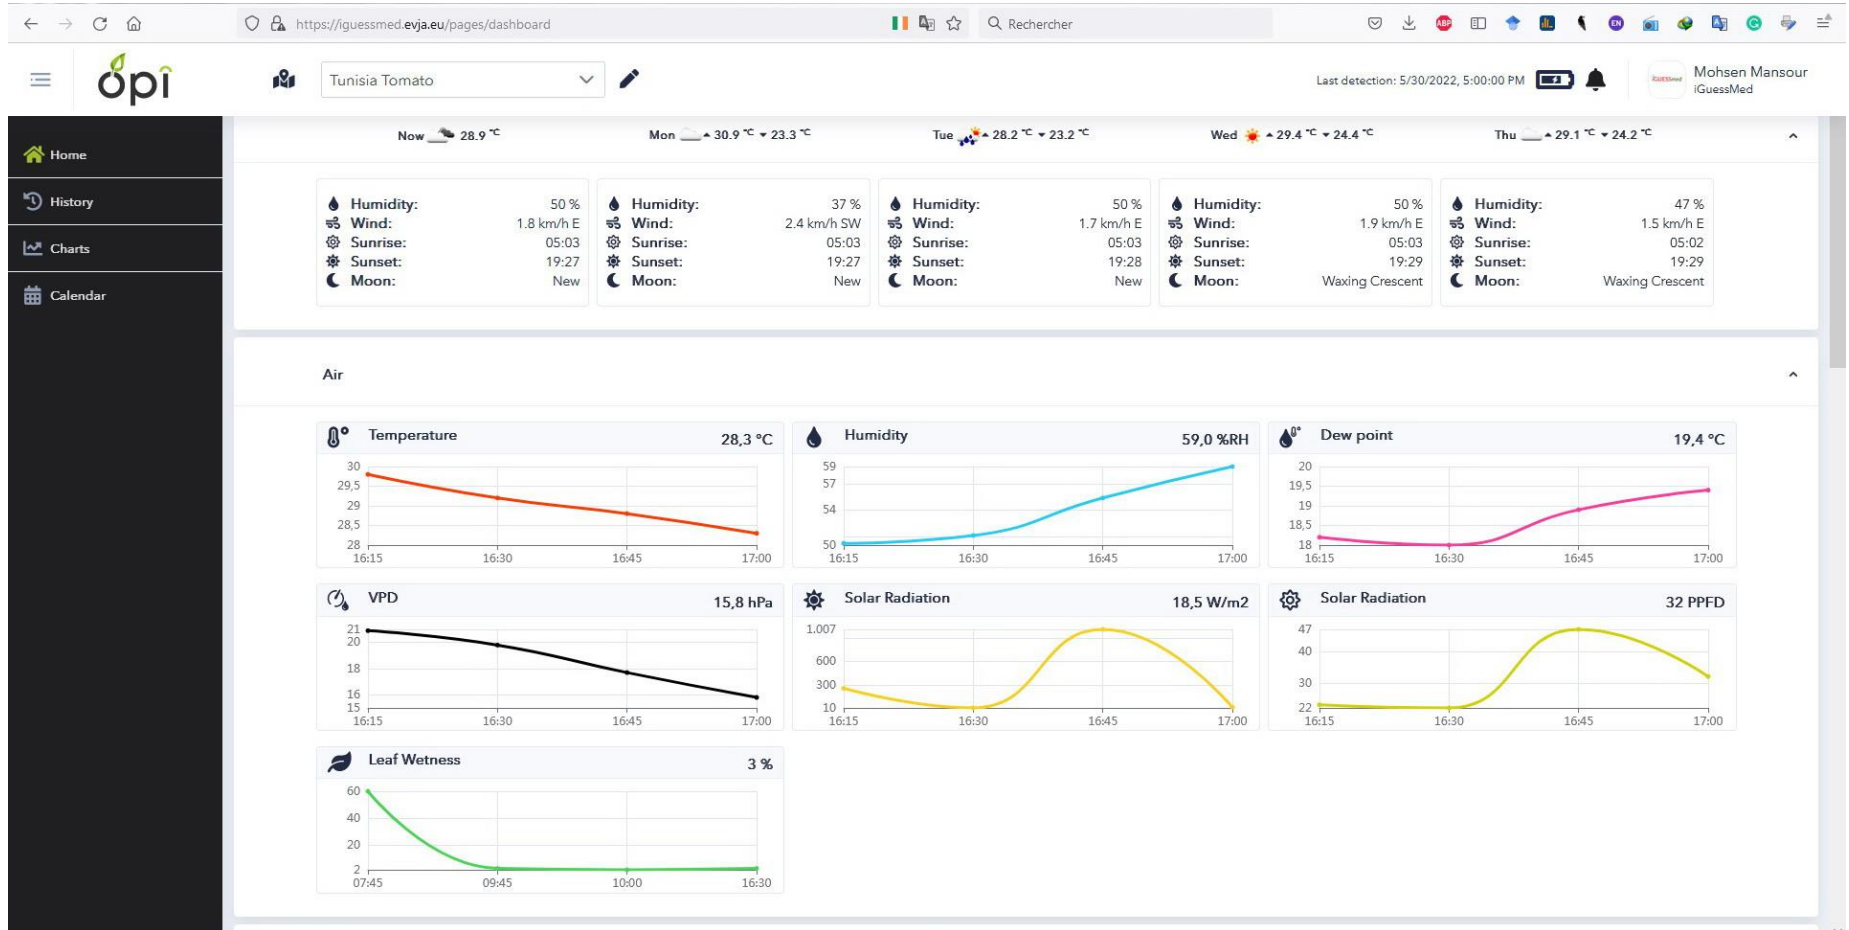 https://iguessmed.evja.eu/pages/dashboard
Rechercher
ABP
EN
opî
Tunisia Tomato
Last detection: 5/30/2022, 5:00:00 PM
iGUESSmed
Mohsen Mansour
iGuessMed
Home
History
Charts
Calendar
Now 28.9 °C
Mon 30.9 °C 23.3 °C
Tue 28.2 °C 23.2 °C
Wed 29.4 °C 24.4 °C
Thu 29.1 °C 24.2 °C
Humidity: 50 %
Wind: 1.8 km/h E
Sunrise: 05:03
Sunset: 19:27
Moon: New
Humidity: 37 %
Wind: 2.4 km/h SW
Sunrise: 05:03
Sunset: 19:27
Moon: New
Humidity: 50 %
Wind: 1.7 km/h E
Sunrise: 05:03
Sunset: 19:28
Moon: New
Humidity: 50 %
Wind: 1.9 km/h E
Sunrise: 05:03
Sunset: 19:29
Moon: Waxing Crescent
Humidity: 47 %
Wind: 1.5 km/h E
Sunrise: 05:02
Sunset: 19:29
Moon: Waxing Crescent
Air
Temperature 28,3 °C
30
29,5
29
28,5
28
16:15 16:30 16:45 17:00
Humidity 59,0 %RH
59
57
54
50
16:15 16:30 16:45 17:00
Dew point 19,4 °C
20
19,5
19
18,5
18
16:15 16:30 16:45 17:00
VPD 15,8 hPa
21
20
18
16
15
16:15 16:30 16:45 17:00
Solar Radiation 18,5 W/m2
1.007
600
300
10
16:15 16:30 16:45 17:00
Solar Radiation 32 PPFD
47
40
30
22
16:15 16:30 16:45 17:00
Leaf Wetness 3 %
60
40
20
2
07:45 09:45 10:00 16:30